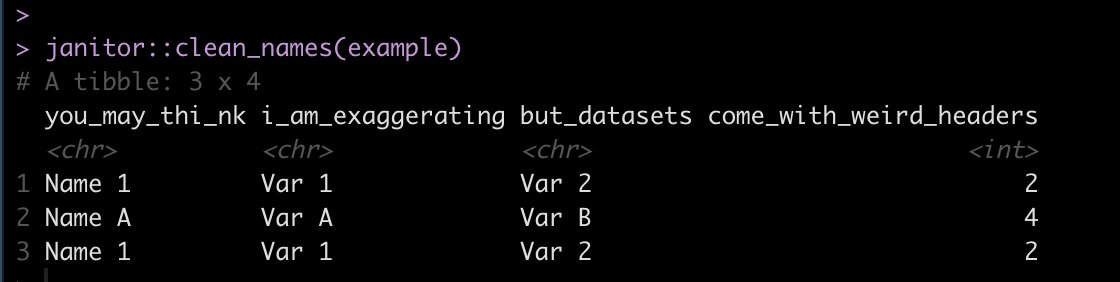 >
> janitor::clean_names(example)
# A tibble: 3 x 4
you_may_thi_nk i_am_exaggerating but_datasets come_with_weird_headers
<chr> <chr> <chr> <int>
1 Name 1 Var 1 Var 2 2
2 Name A Var A Var B 4
3 Name 1 Var 1 Var 2 2